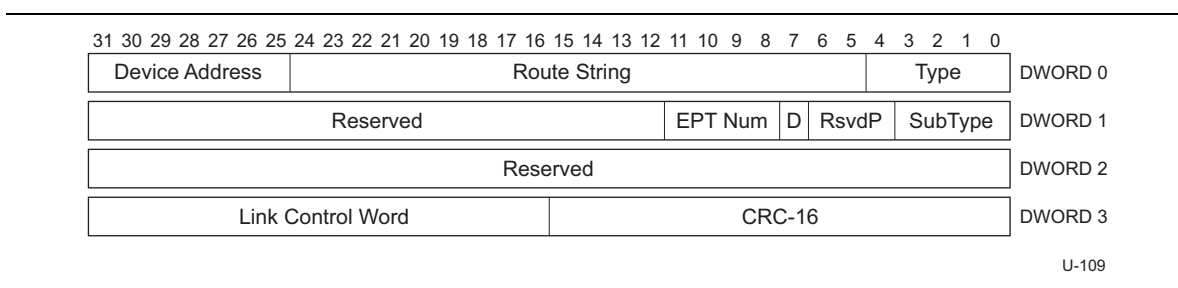 31 30 29 28 27 26 25 24 23 22 21 20 19 18 17 16 15 14 13 12 11 10 9 8 7 6 5 4 3 2 1 0
Device Address Route String Type DWORD 0
Reserved EPT Num D RsvdP SubType DWORD 1
Reserved DWORD 2
Link Control Word CRC-16 DWORD 3
U-109